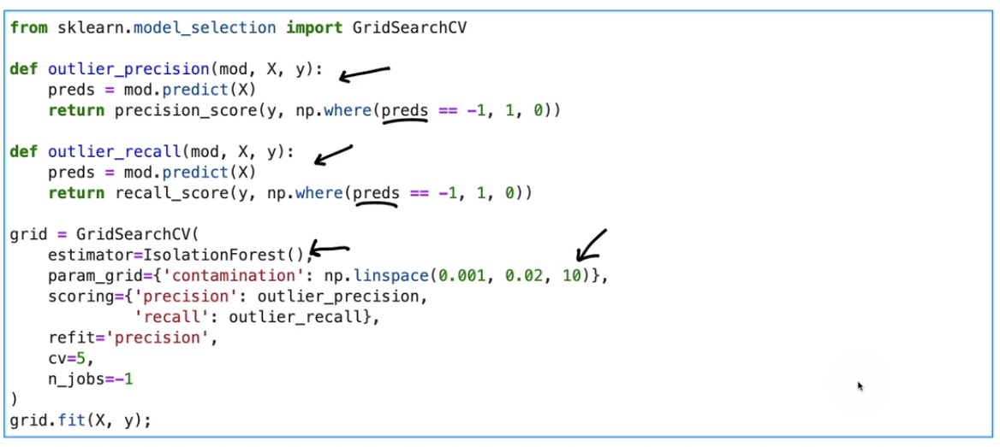 from sklearn.model_selection import GridSearchCV
def outlier_precision(mod, X, y):
    preds = mod.predict(X)
    return precision_score(y, np.where(preds == -1, 1, 0))
def outlier_recall(mod, X, y):
    preds = mod.predict(X)
    return recall_score(y, np.where(preds == -1, 1, 0))
grid = GridSearchCV(
    estimator=IsolationForest(),
    param_grid={'contamination': np.linspace(0.001, 0.02, 10)},
    scoring={'precision': outlier_precision,
             'recall': outlier_recall},
    refit='precision',
    cv=5,
    n_jobs=-1
)
grid.fit(X, y);